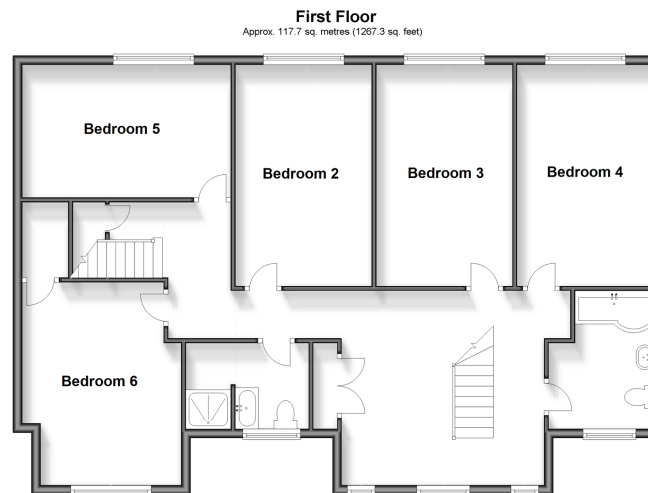 First Floor
Approx. 117.7 sq. metres (1267.3 sq. feet)
Bedroom 5
Bedroom 2
Bedroom 3
Bedroom 4
Bedroom 6